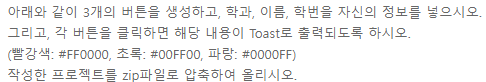 아래와 같이 3개의 버튼을 생성하고, 학과, 이름, 학번을 자신의 정보를 넣으시오.
그리고, 각 버튼을 클릭하면 해당 내용이 Toast로 출력되도록 하시오.
(빨강색: #FF0000, 초록: #00FF00, 파랑: #0000FF)
작성한 프로젝트를 zip파일로 압축하여 올리시오.